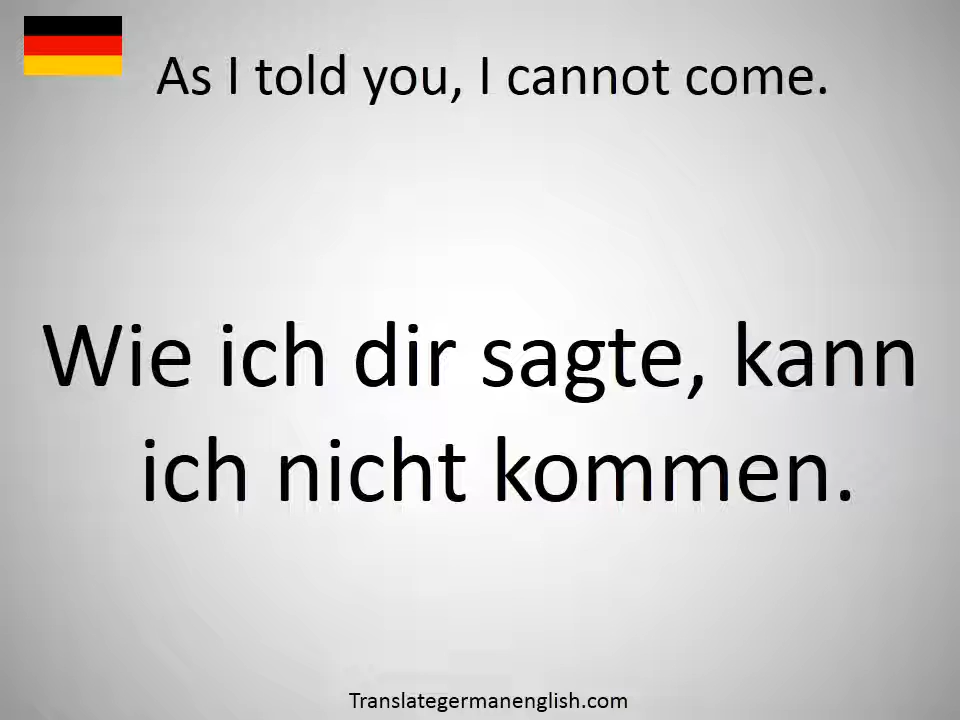 As I told you, I cannot come.
Wie ich dir sagte, kann
ich nicht kommen.
Translategermanenglish.com